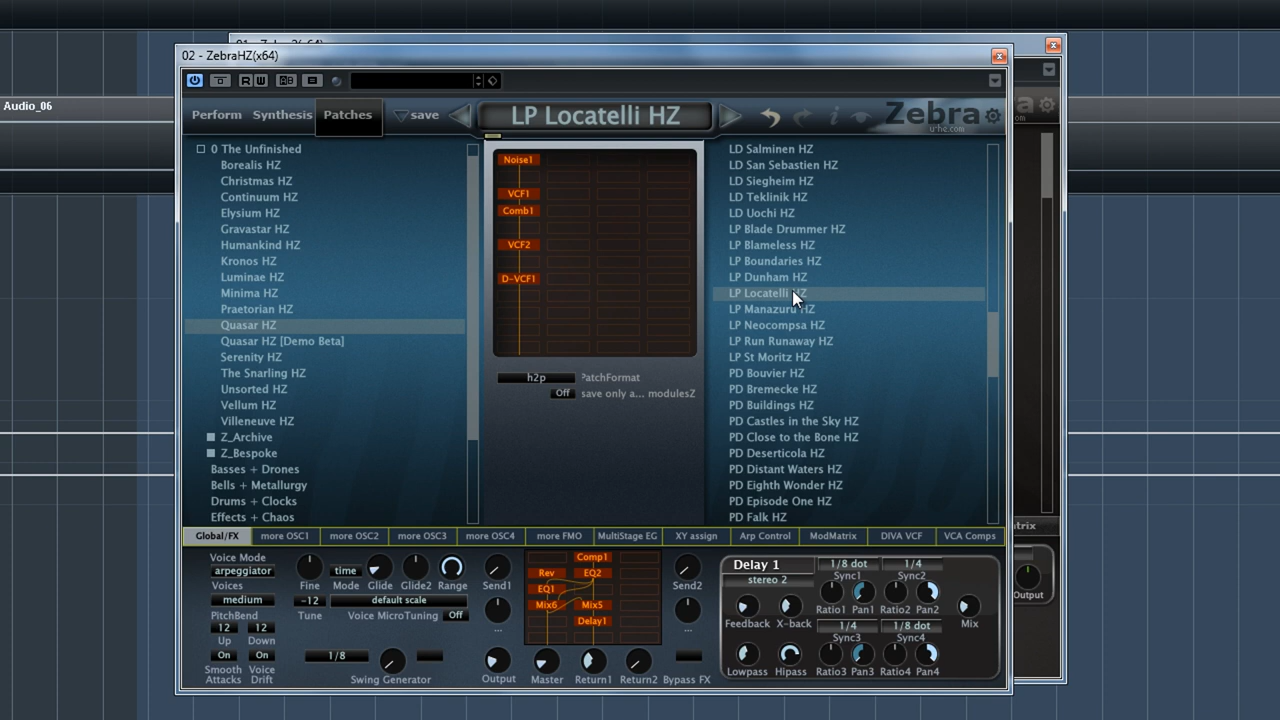 02 - ZebraHZ(x64)
Audio_06
R W
Perform Synthesis Patches save LP Locatelli HZ Zebra
u-he.com
0 The Unfinished
Borealis HZ
Christmas HZ
Continuum HZ
Elysium HZ
Gravastar HZ
Humankind HZ
Kronos HZ
Luminae HZ
Minima HZ
Praetorian HZ
Quasar HZ
Quasar HZ [Demo Beta]
Serenity HZ
The Snarling HZ
Unsorted HZ
Vellum HZ
Villeneuve HZ
Z_Archive
Z_Bespoke
Basses + Drones
Bells + Metallurgy
Drums + Clocks
Effects + Chaos
Noise1
VCF1
Comb1
VCF2
D-VCF1
h2p PatchFormat
Off save only a... modulesZ
LD Salminen HZ
LD San Sebastien HZ
LD Siegheim HZ
LD Teklinik HZ
LD Uochi HZ
LP Blade Drummer HZ
LP Blameless HZ
LP Boundaries HZ
LP Dunham HZ
LP Locatelli HZ
LP Manazuru HZ
LP Neocompsa HZ
LP Run Runaway HZ
LP St Moritz HZ
PD Bouvier HZ
PD Bremecke HZ
PD Buildings HZ
PD Castles in the Sky HZ
PD Close to the Bone HZ
PD Deserticola HZ
PD Distant Waters HZ
PD Eighth Wonder HZ
PD Episode One HZ
PD Falk HZ
Global/FX more OSC1 more OSC2 more OSC3 more OSC4 more FMO MultiStage EG XY assign Arp Control ModMatrix DIVA VCF VCA Comps
Voice Mode
arpeggiator
Voices
medium
PitchBend
12 12
Up Down
On On
Smooth Attacks Voice Drift
Fine time Mode Glide Glide2 Range
-12 default scale
Tune Voice MicroTuning Off
1/8
Swing Generator
Send1
...
Output
Comp1
Rev EQ2
EQ1
Mix6 Mix5
Delay1
Master Return1 Return2 Bypass FX
Send2
...
Delay 1
stereo 2
1/8 dot 1/4
Sync1 Sync2
Ratio1 Pan1 Ratio2 Pan2
Feedback X-back Mix
1/4 1/8 dot
Sync3 Sync4
Lowpass Hipass Ratio3 Pan3 Ratio4 Pan4
Output